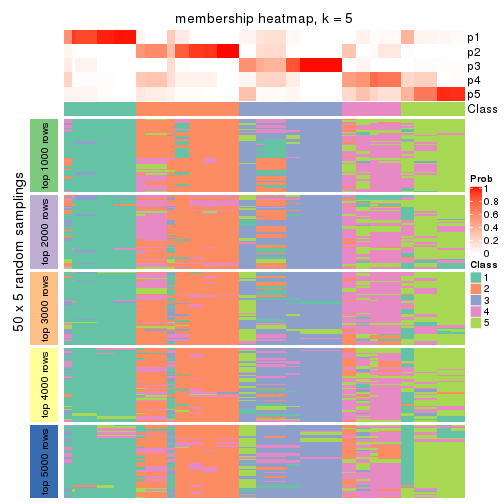 membership heatmap, k = 5
p1
p2
p3
p4
p5
Class
50 x 5 random samplings
top 1000 rows
top 2000 rows
top 3000 rows
top 4000 rows
top 5000 rows
Prob
1
0.8
0.6
0.4
0.2
0
Class
1
2
3
4
5